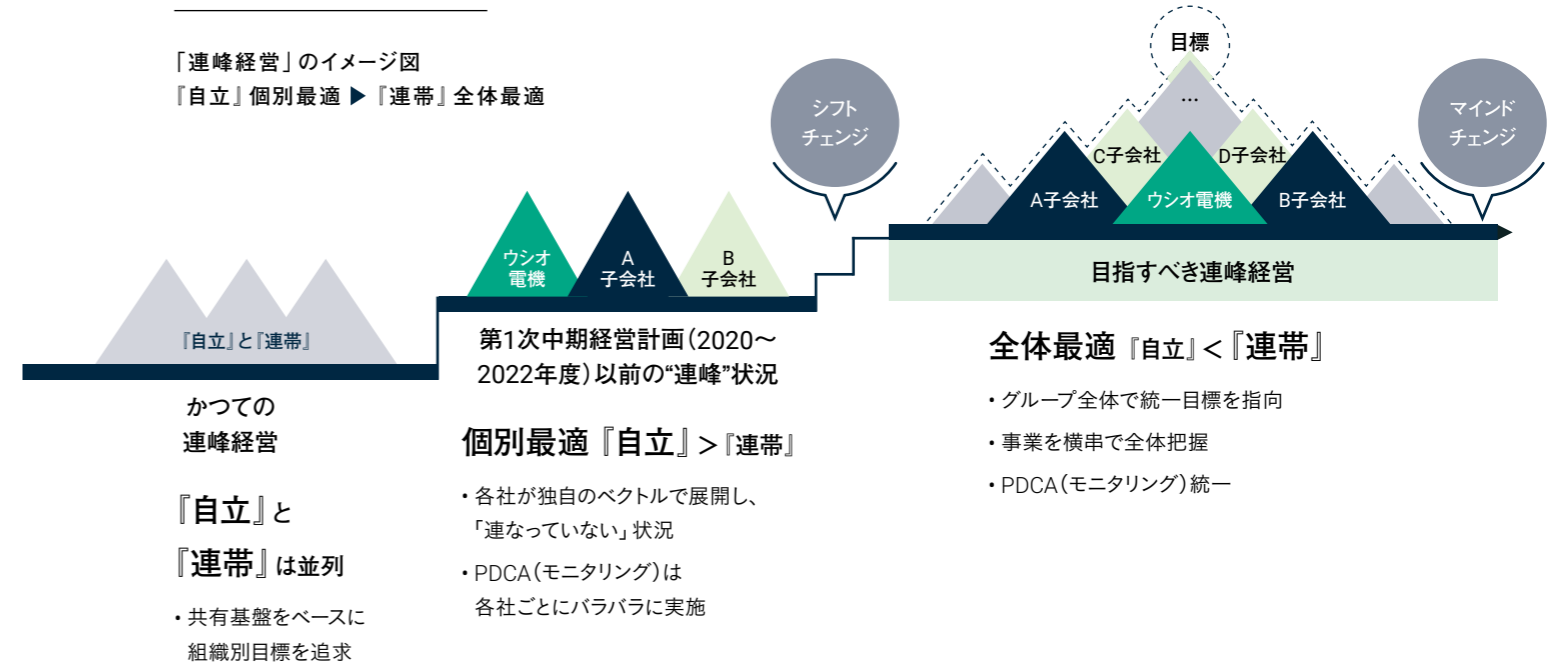 「連峰経営」のイメージ図
『自立』個別最適 ▶ 『連帯』全体最適
『自立』と『連帯』
かつての
連峰経営
『自立』と
『連帯』は並列
・共有基盤をベースに
組織別目標を追求
ウシオ
電機
A
子会社
B
子会社
第1次中期経営計画(2020～
2022年度)以前の“連峰”状況
個別最適『自立』＞『連帯』
・各社が独自のベクトルで展開し、
「連なっていない」状況
・PDCA(モニタリング)は
各社ごとにバラバラに実施
シフト
チェンジ
目標
...
C子会社
D子会社
A子会社
ウシオ電機
B子会社
マインド
チェンジ
目指すべき連峰経営
全体最適『自立』＜『連帯』
・グループ全体で統一目標を指向
・事業を横串で全体把握
・PDCA(モニタリング)統一